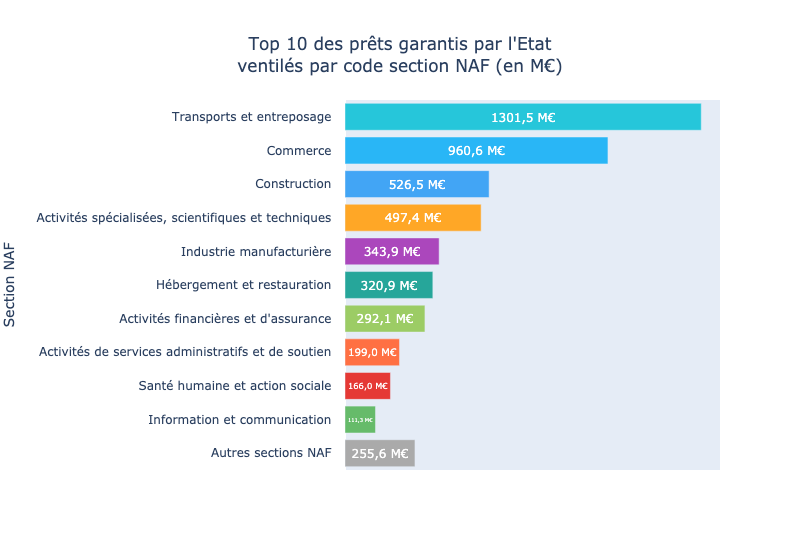 Top 10 des prêts garantis par l'Etat
ventilés par code section NAF (en M€)
Section NAF
Transports et entreposage 1301,5 M€
Commerce 960,6 M€
Construction 526,5 M€
Activités spécialisées, scientifiques et techniques 497,4 M€
Industrie manufacturière 343,9 M€
Hébergement et restauration 320,9 M€
Activités financières et d'assurance 292,1 M€
Activités de services administratifs et de soutien 199,0 M€
Santé humaine et action sociale 166,0 M€
Information et communication 111,3 M€
Autres sections NAF 255,6 M€